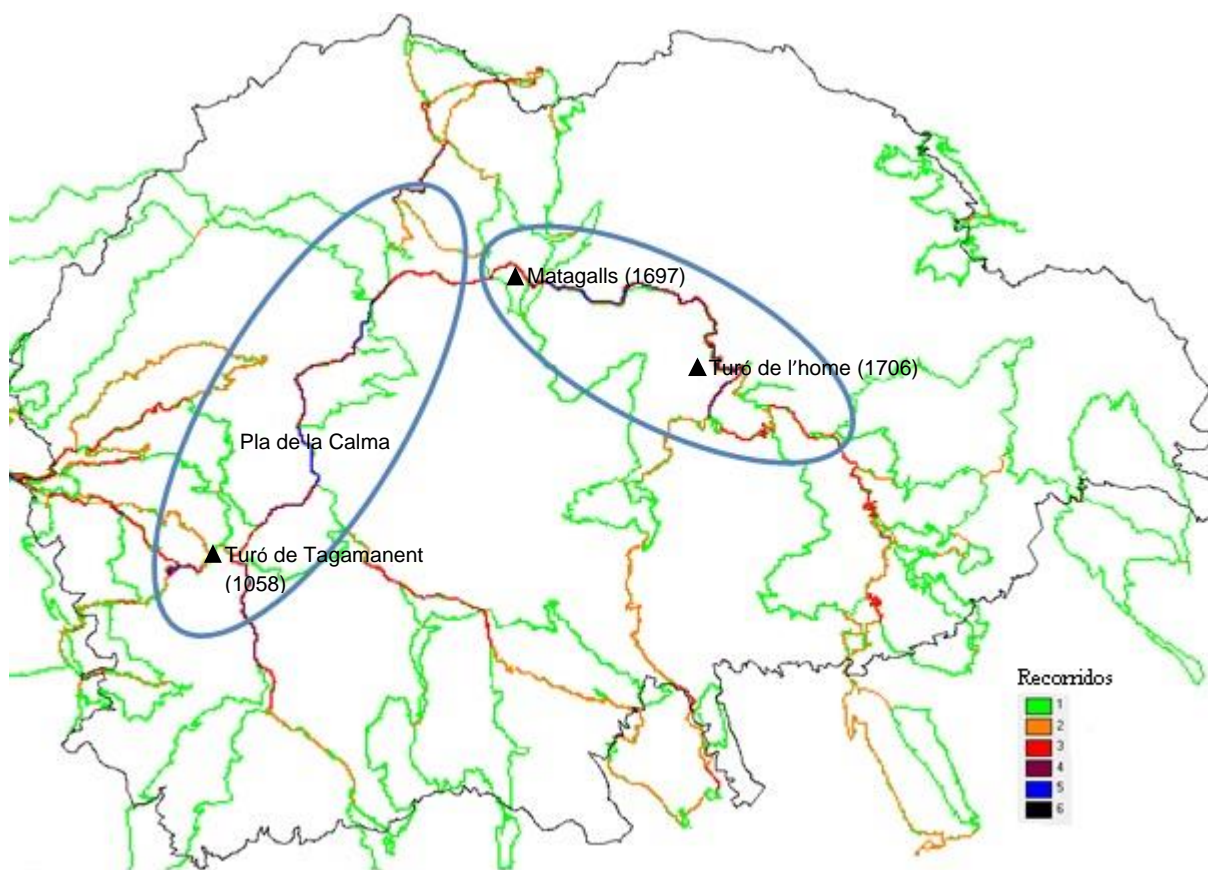 Matagalls (1697)
Turó de l'home (1706)
Pla de la Calma
Turó de Tagamanent
(1058)
Recorridos
1
2
3
4
5
6